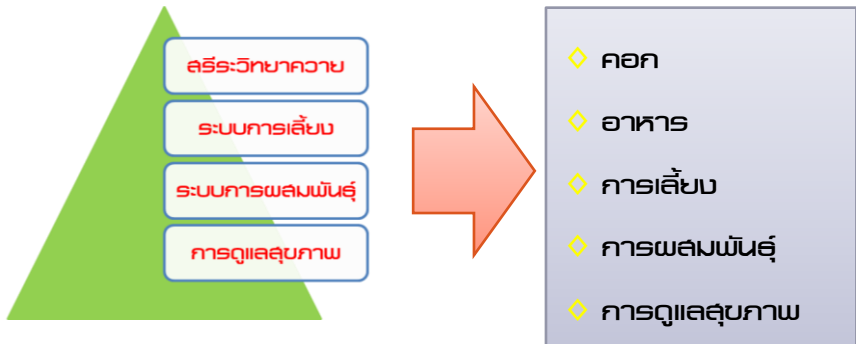 สรีระวิทยาควาย
ระบบการเลี้ยง
ระบบการผสมพันธุ์
การดูแลสุขภาพ
คอก
อาหาร
การเลี้ยง
การผสมพันธุ์
การดูแลสุขภาพ